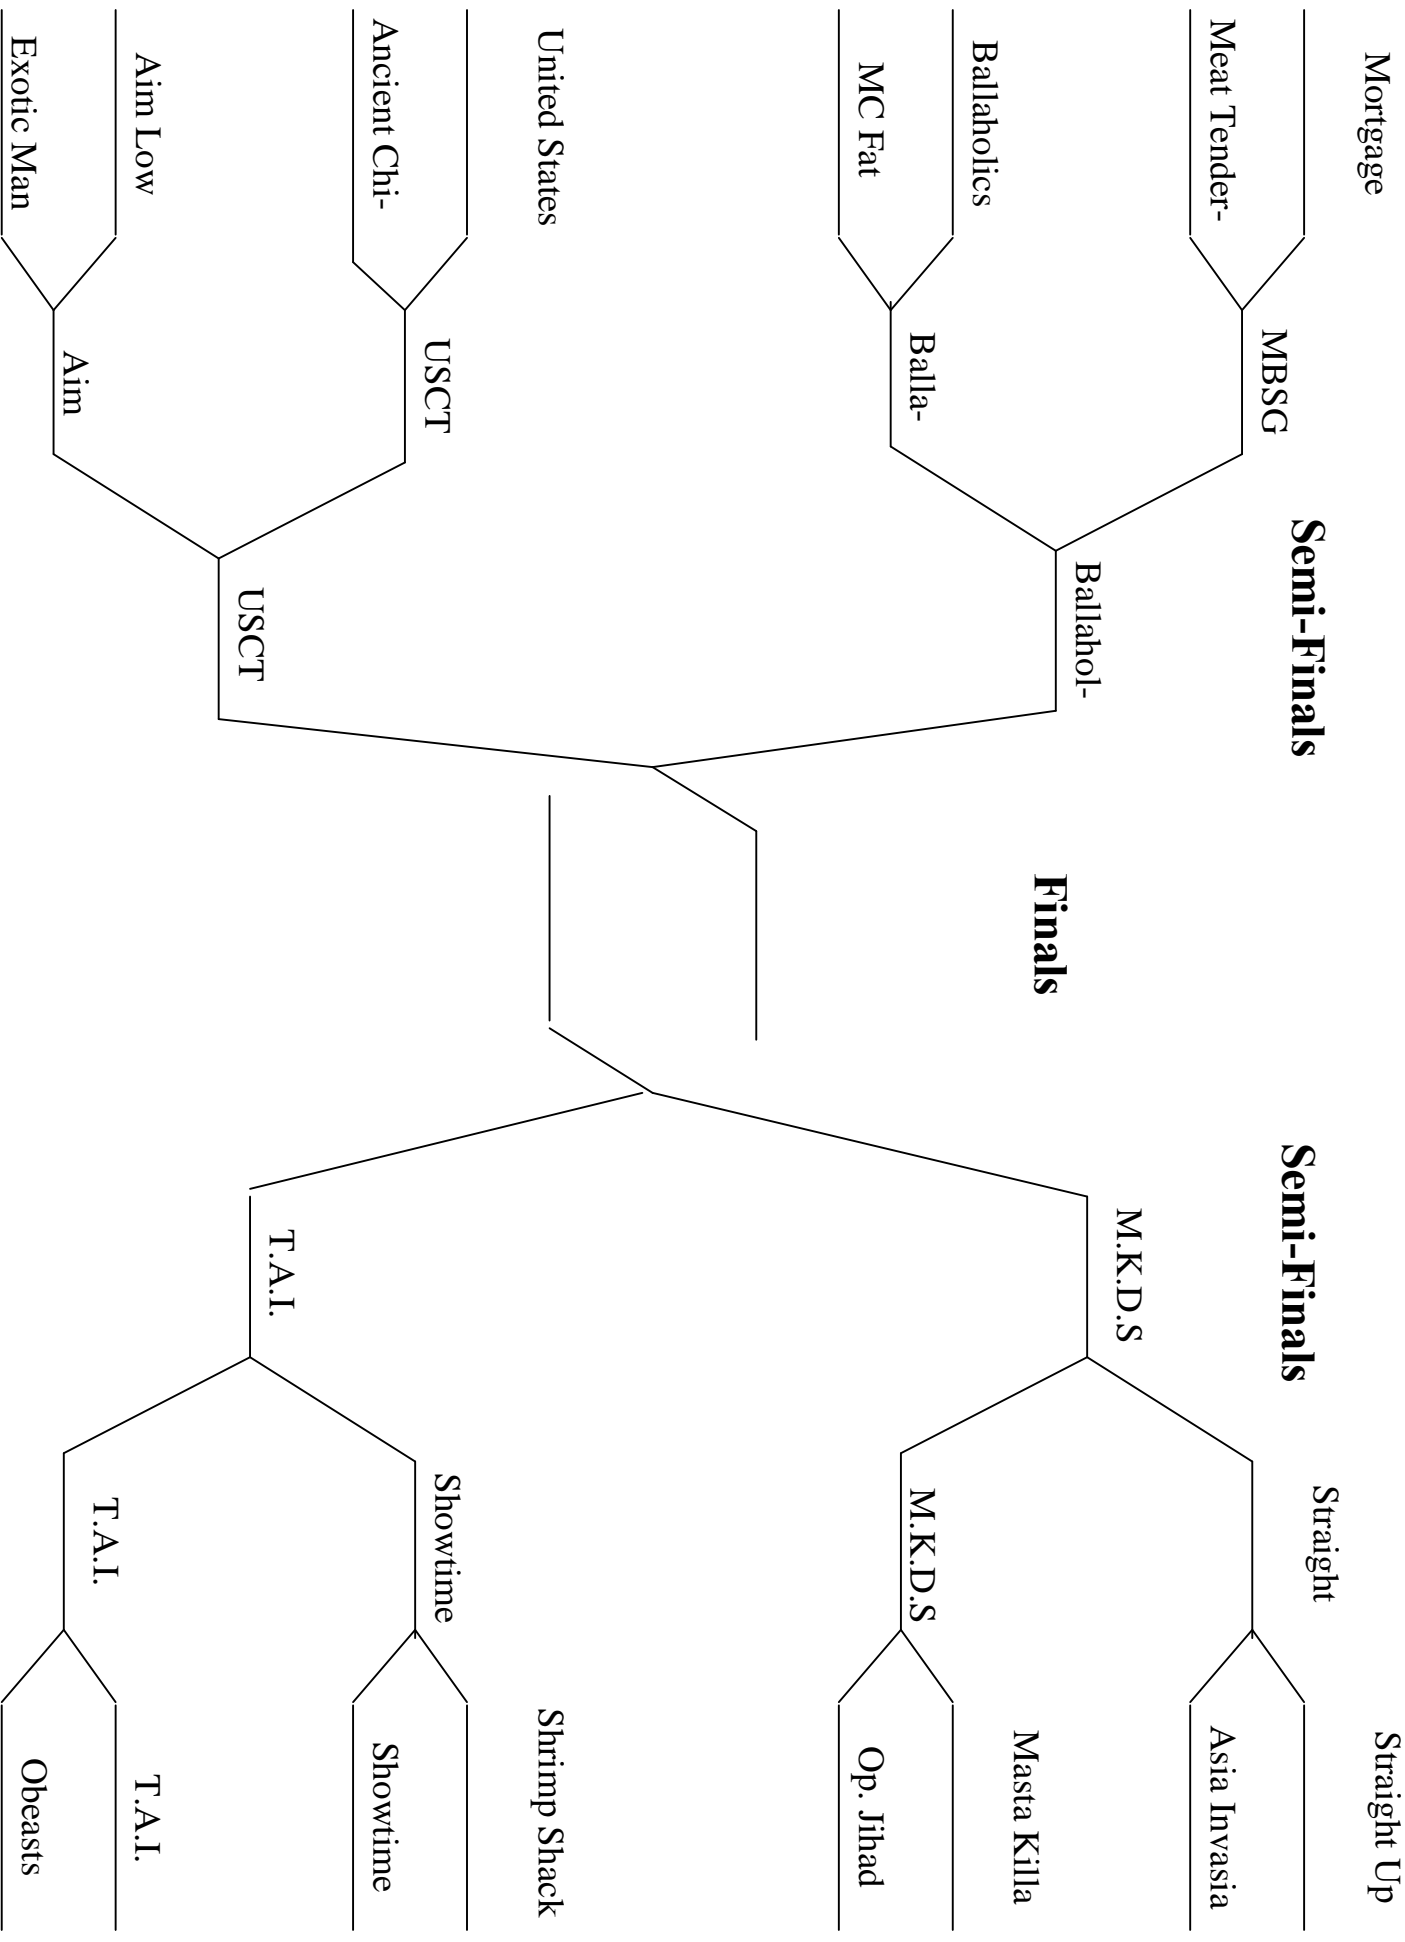 Mortgage
Meat Tender-
Ballaholics
MC Fat
United States
Ancient Chi-
Aim Low
Exotic Man
MBSG
Balla-
USCT
Aim
Semi-Finals
Ballahol-
USCT
Finals
Semi-Finals
M.K.D.S
T.A.I.
Straight
M.K.D.S
Showtime
T.A.I.
Straight Up
Asia Invasia
Masta Killa
Op. Jihad
Shrimp Shack
Showtime
T.A.I.
Obeasts